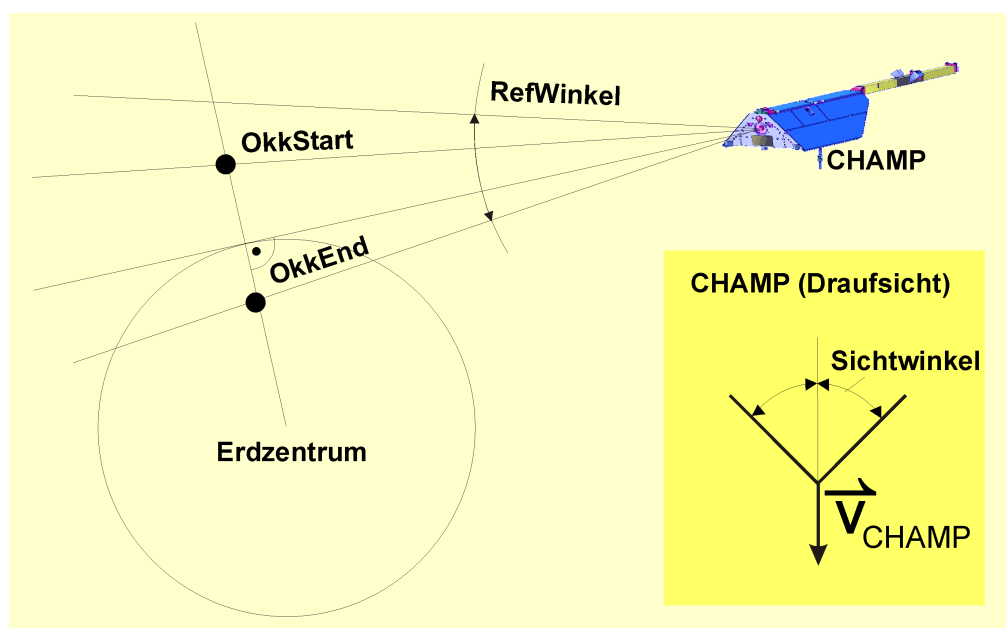 RefWinkel
OkkStart
CHAMP
OkkEnd
Erdzentrum
CHAMP (Draufsicht)
Sichtwinkel
V CHAMP